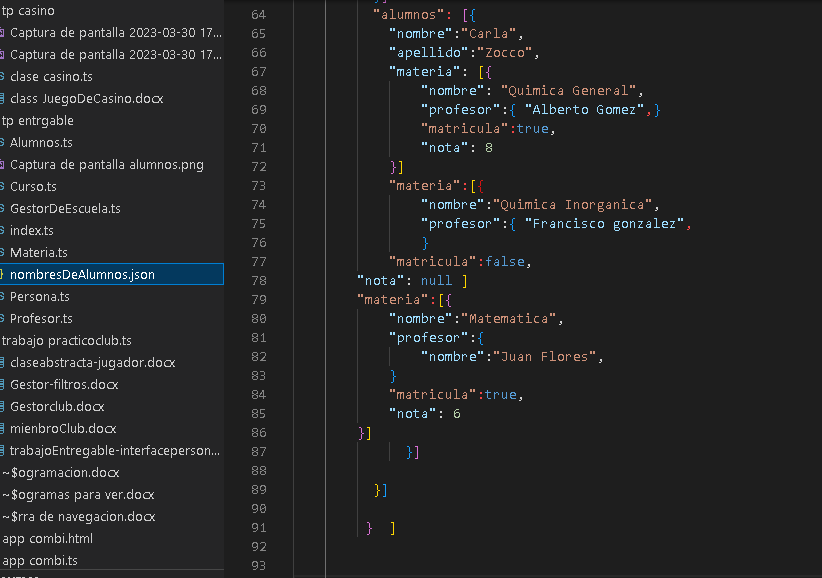 tp casino
Captura de pantalla 2023-03-30 17...
Captura de pantalla 2023-03-30 17...
clase casino.ts
class JuegoDeCasino.docx
tp entrgable
Alumnos.ts
Captura de pantalla alumnos.png
Curso.ts
GestorDeEscuela.ts
index.ts
Materia.ts
nombresDeAlumnos.json
Persona.ts
Profesor.ts
trabajo practicoclub.ts
claseabstracta-jugador.docx
Gestor-filtros.docx
Gestorclub.docx
mienbroClub.docx
trabajoEntregable-interfaceperson...
~$ogramacion.docx
~$ogramas para ver.docx
~$rra de navegacion.docx
app combi.html
app combi.ts
64 "alumnos": [{
65 "nombre":"Carla",
66 "apellido":"Zocco",
67 "materia": [{
68 "nombre": "Quimica General",
69 "profesor":{ "Alberto Gomez",}
70 "matricula":true,
71 "nota": 8
72 }]
73 "materia":[{
74 "nombre":"Quimica Inorganica",
75 "profesor":{ "Francisco gonzalez",
76 }
77 "matricula":false,
78 "nota": null ]
79 "materia":[{
80 "nombre":"Matematica",
81 "profesor":{
82 "nombre":"Juan Flores",
83 }
84 "matricula":true,
85 "nota": 6
86 }]
87 }]
88
89 }]
90
91 } ]
92
93